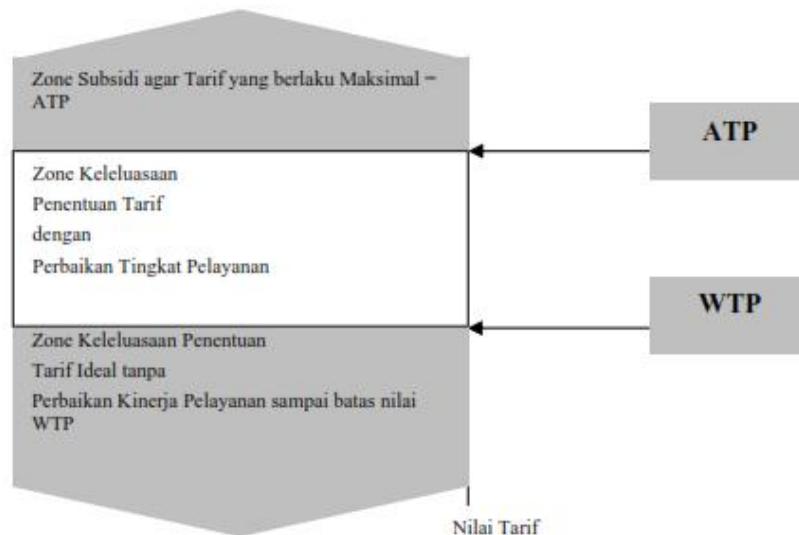 Zone Subsidi agar Tarif yang berlaku Maksimal –
ATP
ATP
Zone Keleluasaan
Penentuan Tarif
dengan
Perbaikan Tingkat Pelayanan
WTP
Zone Keleluasaan Penentuan
Tarif Ideal tanpa
Perbaikan Kinerja Pelayanan sampai batas nilai
WTP
Nilai Tarif